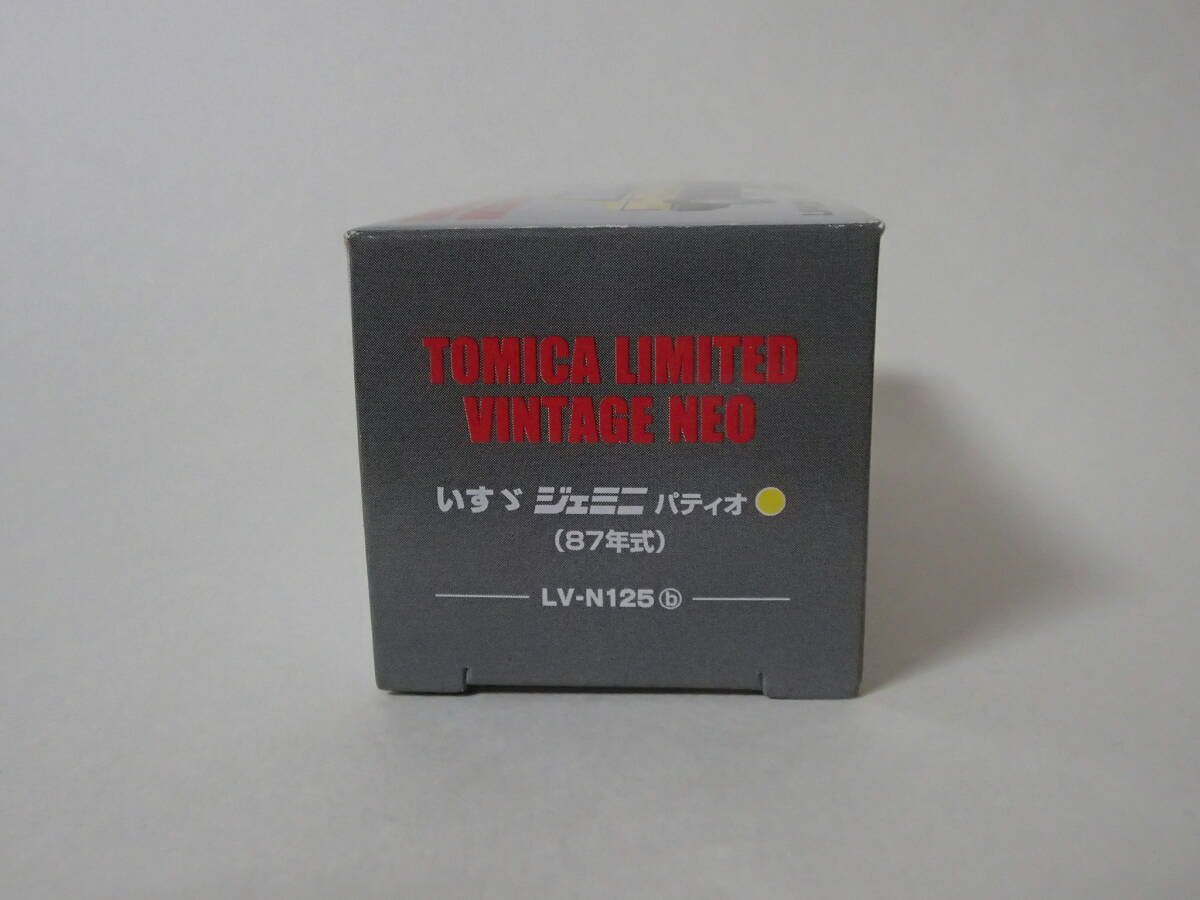 TOMICA LIMITED
VINTAGE NEO
いすゞ ジェミニ パティオ
(87年式)
LV-N125 ⓑ